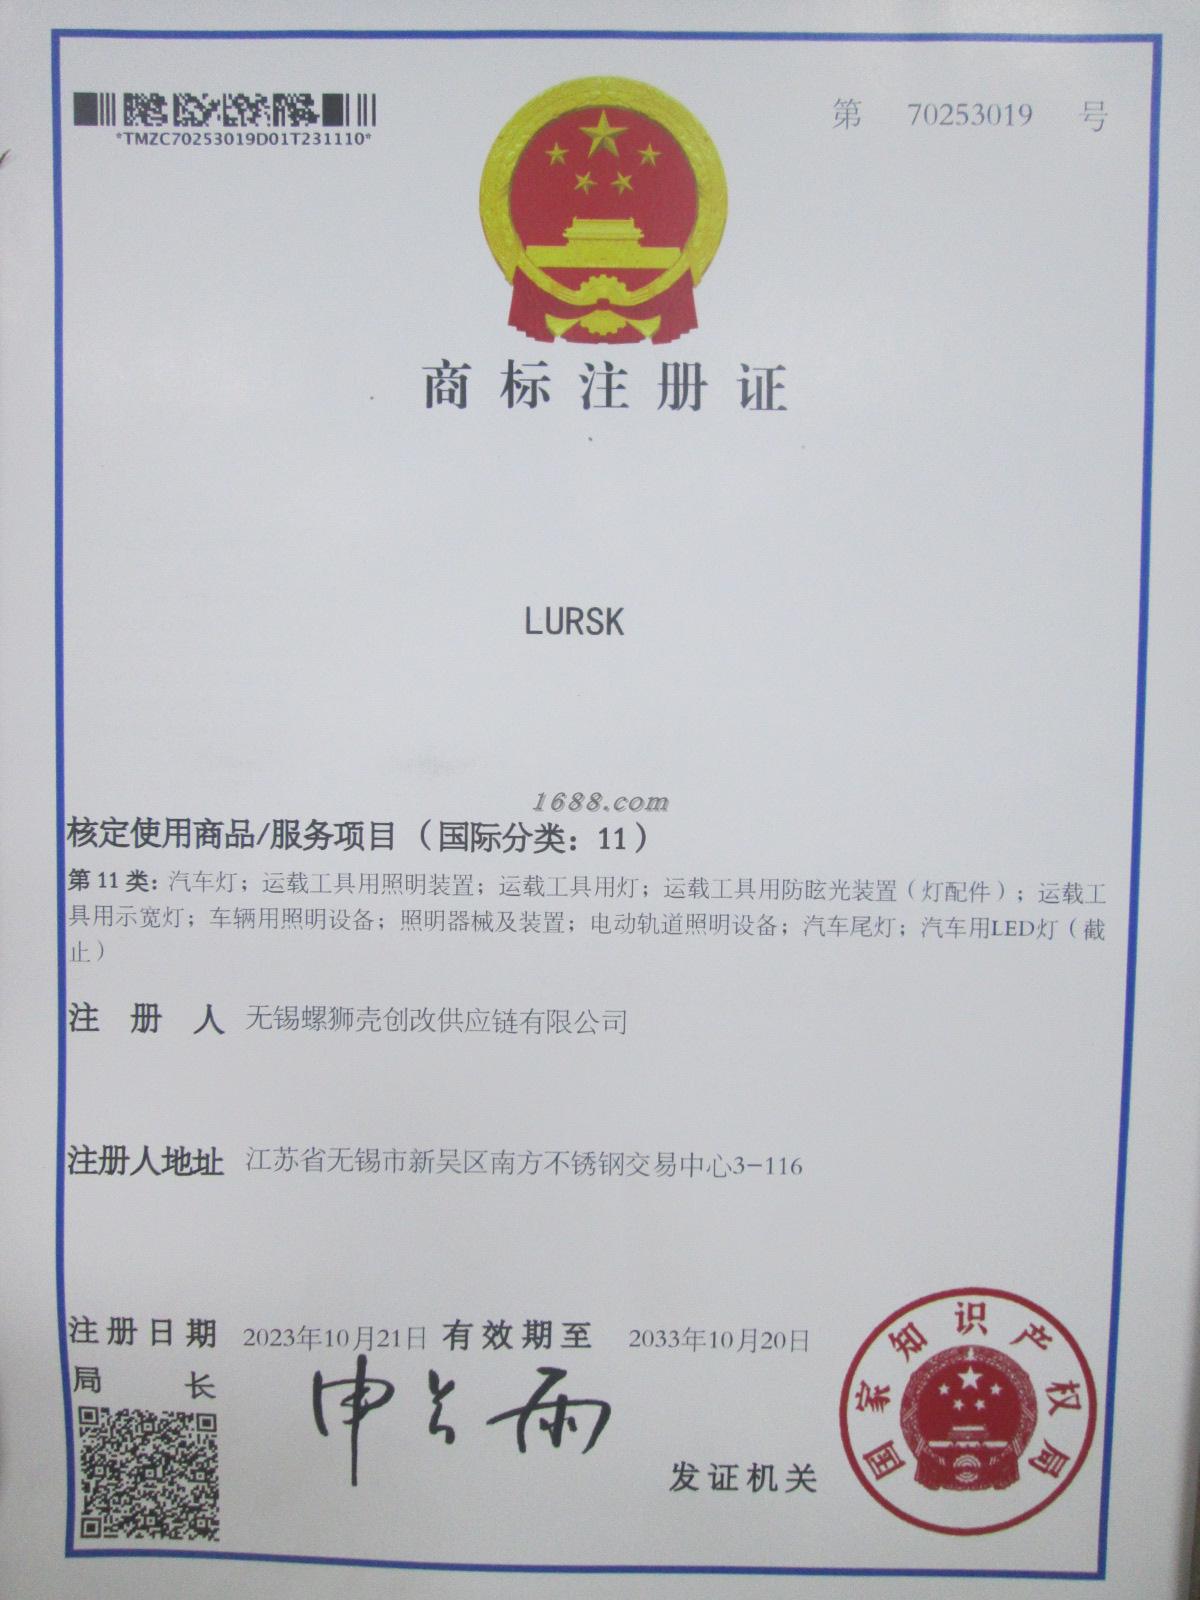 *TMZC70253019D01T231110*
第 70253019 号
商标注册证
LURSK
1688.com
核定使用商品/服务项目（国际分类：11）
第 11 类：汽车灯；运载工具用照明装置；运载工具用灯；运载工具用防眩光装置（灯配件）；运载工
具用示宽灯；车辆用照明设备；照明器械及装置；电动轨道照明设备；汽车尾灯；汽车用LED灯（截
止）
注 册 人 无锡螺狮壳创改供应链有限公司
注册人地址 江苏省无锡市新吴区南方不锈钢交易中心3-116
注册日期 2023年10月21日 有效期至 2033年10月20日
局 长 申长雨
发证机关
国家知识产权局